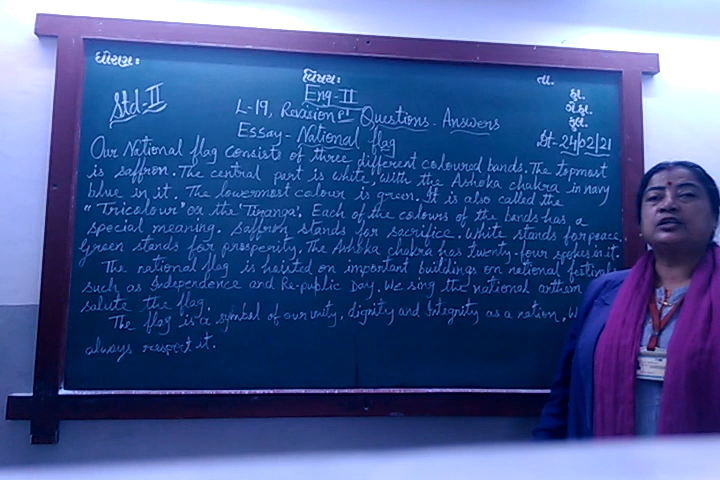 ધોરણઃ
વિષયઃ
તા.
Std-II
Eng-II
કા.
ગે.કા.
કુલ.
L-19, Revision Questions - Answers
Dt-24/02/21
Essay - National flag
Our National flag consists of three different coloured bands. The topmost
is saffron. The central part is white, with the Ashoka chakra in navy
blue in it. The lowermost colour is green. It is also called the
"Tricolour" or the 'Tiranga'. Each of the colours of the bands has a
special meaning. Saffron stands for sacrifice. White stands for peace.
Green stands for prosperity. The Ashoka chakra has twenty-four spokes in it.
The national flag is hoisted on important buildings on national festivals
such as Independence and Re-public Day. We sing the national anthem
salute the flag.
The flag is a symbol of our unity, dignity and Integrity as a nation. W
always respect it.